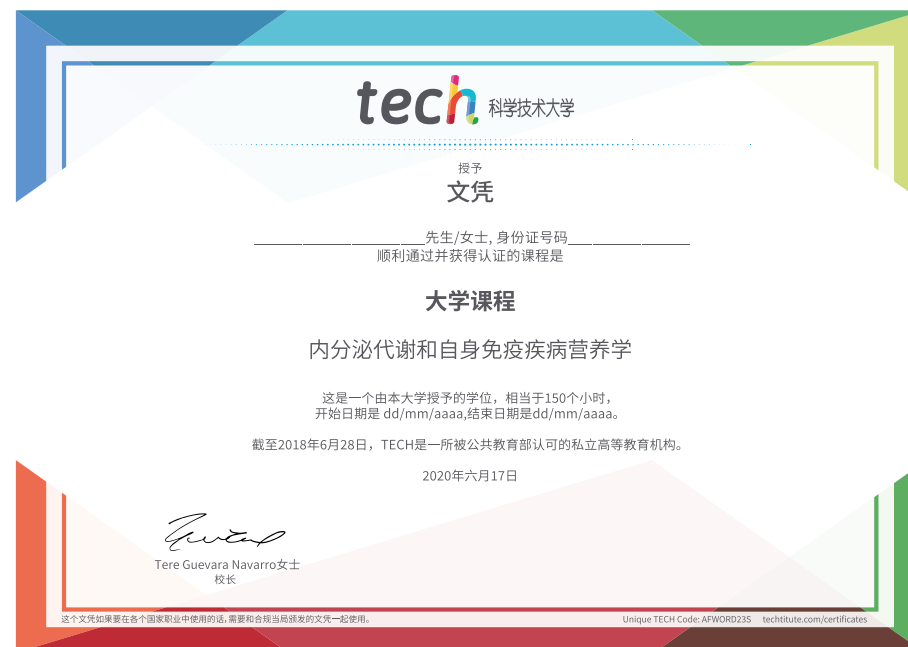 tech 科学技术大学
授予
文凭
________________________先生/女士, 身份证号码________________
顺利通过并获得认证的课程是
大学课程
内分泌代谢和自身免疫疾病营养学
这是一个由本大学授予的学位，相当于150个小时，
开始日期是 dd/mm/aaaa,结束日期是dd/mm/aaaa。
截至2018年6月28日，TECH是一所被公共教育部认可的私立高等教育机构。
2020年六月17日
Tere Guevara Navarro女士
校长
这个文凭如果要在各个国家职业中使用的话,需要和合规当局颁发的文凭一起使用。
Unique TECH Code: AFWORD23S techtitute.com/certificates